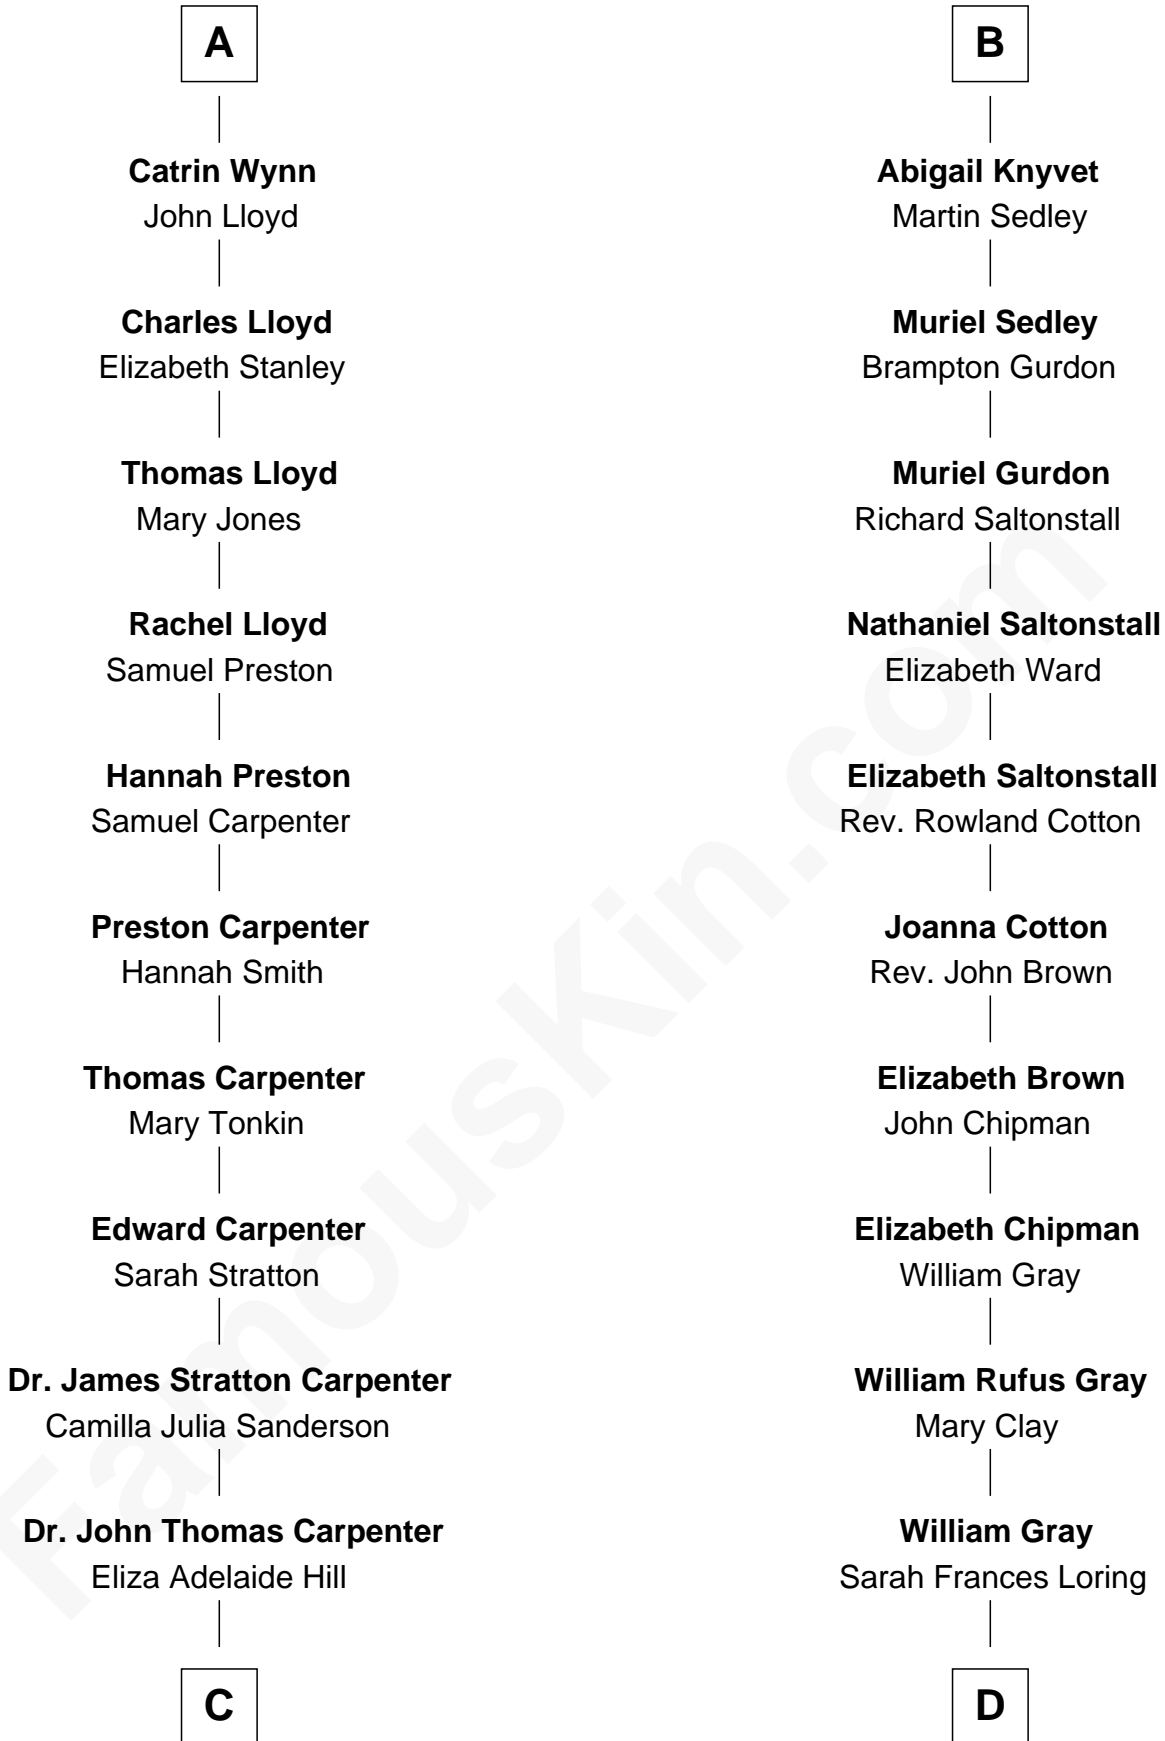 A
Catrin Wynn
John Lloyd
Charles Lloyd
Elizabeth Stanley
Thomas Lloyd
Mary Jones
Rachel Lloyd
Samuel Preston
Hannah Preston
Samuel Carpenter
Preston Carpenter
Hannah Smith
Thomas Carpenter
Mary Tonkin
Edward Carpenter
Sarah Stratton
Dr. James Stratton Carpenter
Camilla Julia Sanderson
Dr. John Thomas Carpenter
Eliza Adelaide Hill
C
B
Abigail Knyvet
Martin Sedley
Muriel Sedley
Brampton Gurdon
Muriel Gurdon
Richard Saltonstall
Nathaniel Saltonstall
Elizabeth Ward
Elizabeth Saltonstall
Rev. Rowland Cotton
Joanna Cotton
Rev. John Brown
Elizabeth Brown
John Chipman
Elizabeth Chipman
William Gray
William Rufus Gray
Mary Clay
William Gray
Sarah Frances Loring
D
FamousKin.com